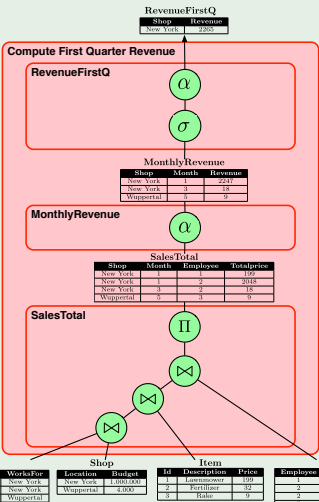 RevenueFirstQ
Shop Revenue
New York 2265
Compute First Quarter Revenue
RevenueFirstQ
α
σ
MonthlyRevenue
Shop Month Revenue
New York 1 2247
New York 3 18
Wuppertal 5 9
MonthlyRevenue
α
SalesTotal
Shop Month Employee Totalprice
New York 1 1 199
New York 1 2 2048
New York 3 2 18
Wuppertal 5 3 9
SalesTotal
Π
⋈
⋈
⋈
Shop Item
WorksFor Location Budget Id Description Price Employee
New York New York 1.000.000 1 Lawnmower 199 1
New York Wuppertal 4.000 2 Fertilizer 32 2
Wuppertal 3 Rake 9 2